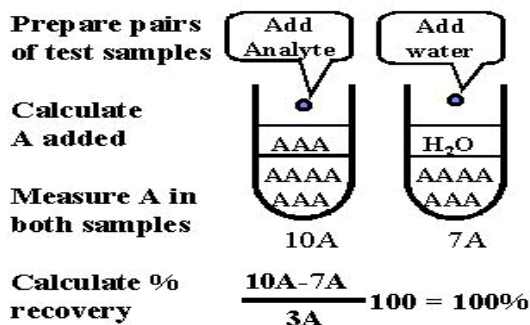 Prepare pairs
of test samples
Add
Analyte
Add
water
Calculate
A added
AAA
H₂O
AAAA
AAA
AAAA
AAA
Measure A in
both samples
10A
7A
Calculate %
recovery
10A-7A
3A
100 = 100%